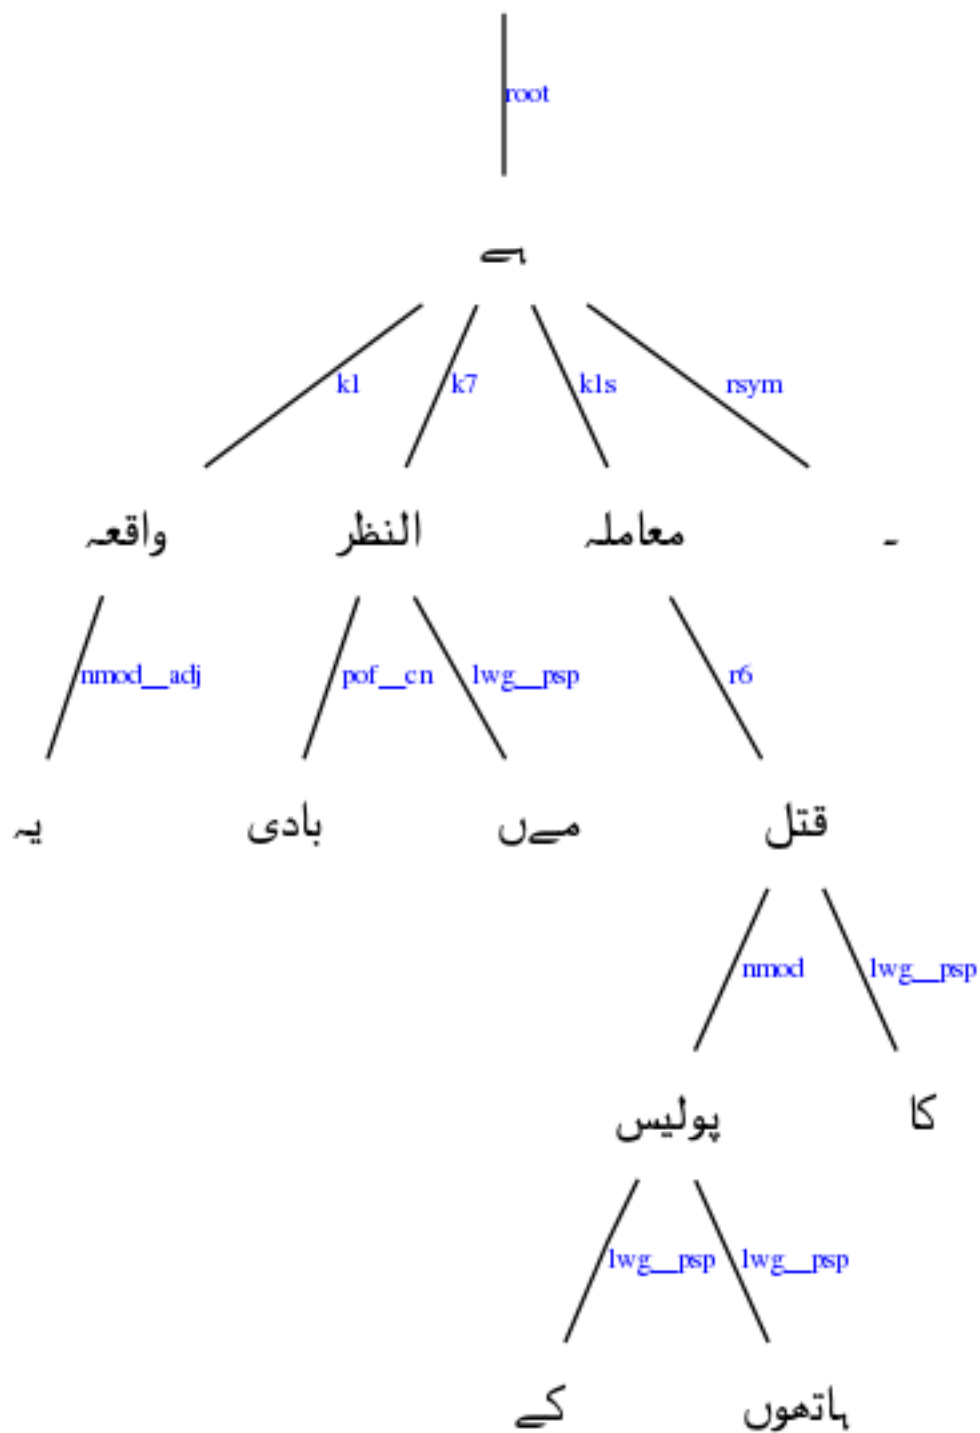 root
ہے
k1 k7 k1s rsym
واقعہ النظر معاملہ ۔
nmod__adj pof__cn lwg__psp r6
یہ بادی مےں قتل
nmod lwg__psp
پولیس کا
lwg__psp lwg__psp
کے ہاتھوں